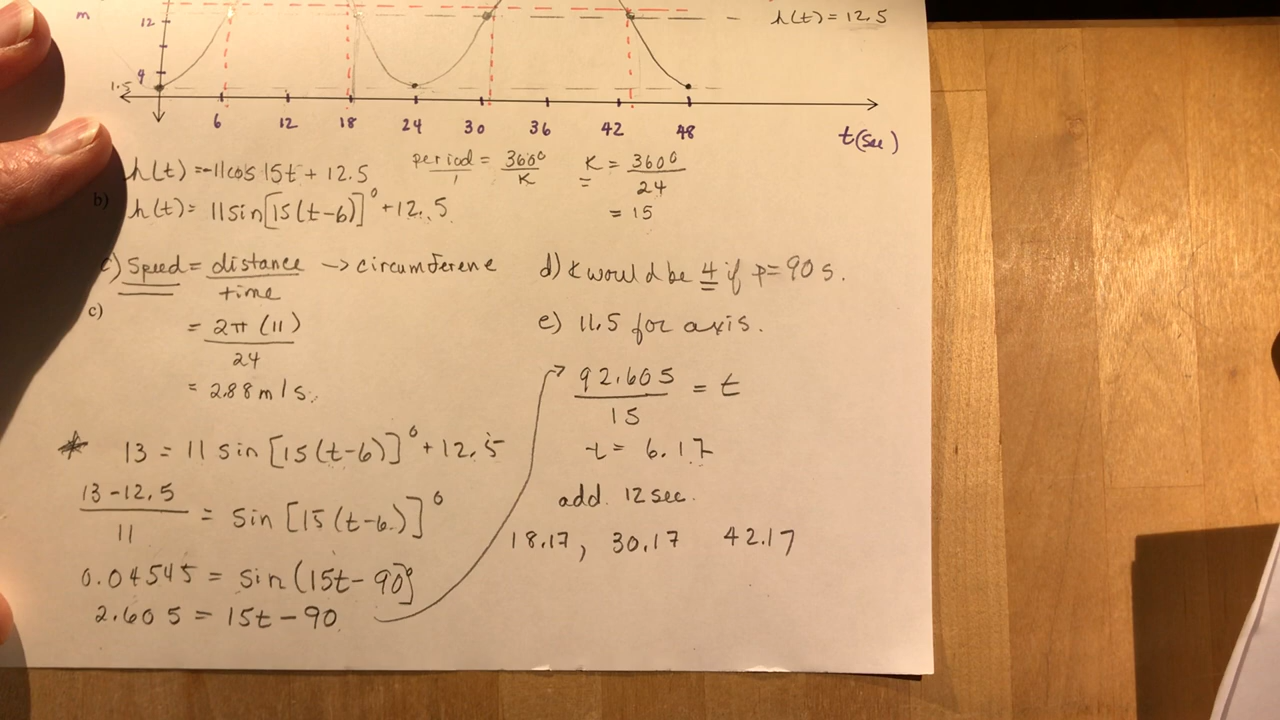 m
12
h(t) = 12.5
4
1.5
6 12 18 24 30 36 42 48
t(sec)
h(t) = -11cos 15t + 12.5
period = 360° / K
1
K = 360° / 24
= 15
b) h(t) = 11 sin[15(t-6)]° + 12.5
c) Speed = distance / time → circumference
c)
= 2π(11) / 24
= 2.88 m/s.
d) K would be 4 if p = 90 s.
e) 11.5 for axis.
* 13 = 11 sin [15(t-6)]° + 12.5
13-12.5 / 11 = sin [15(t-6)]°
0.04545 = sin(15t - 90)°
2.605 = 15t - 90
92.605 / 15 = t
t = 6.17
add 12 sec.
18.17, 30.17 42.17